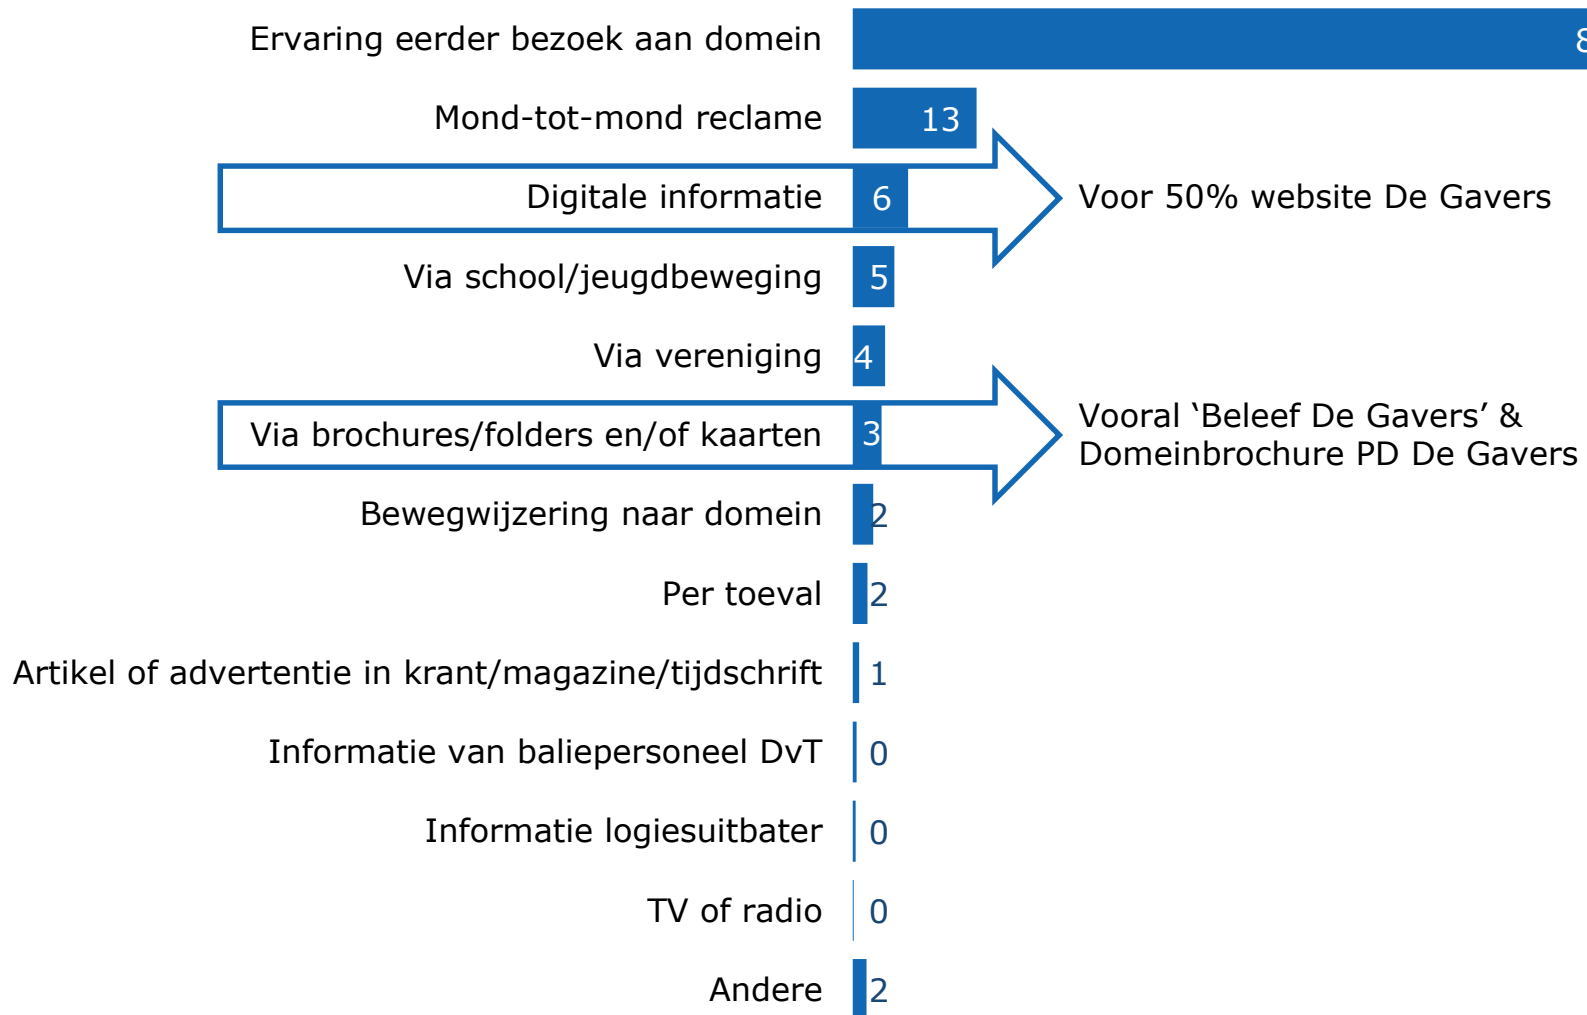 Ervaring eerder bezoek aan domein
Mond-tot-mond reclame 13
Digitale informatie 6 Voor 50% website De Gavers
Via school/jeugdbeweging 5
Via vereniging 4
Via brochures/folders en/of kaarten 3 Vooral ‘Beleef De Gavers’ &
Domeinbrochure PD De Gavers
Bewegwijzering naar domein 2
Per toeval 2
Artikel of advertentie in krant/magazine/tijdschrift 1
Informatie van baliepersoneel DvT 0
Informatie logiesuitbater 0
TV of radio 0
Andere 2